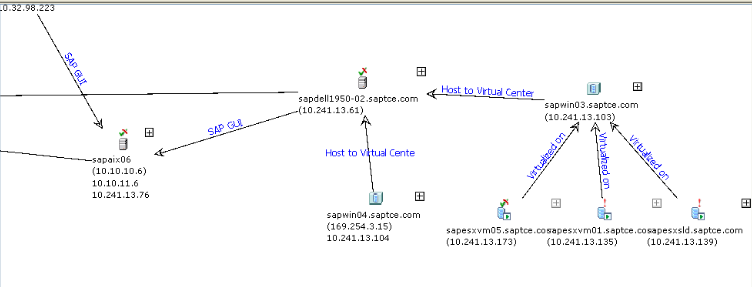 10.32.98.223
SAP GUI
sapdell1950-02.saptce.com
(10.241.13.61)
Host to Virtual Center
sapwin03.saptce.com
(10.241.13.103)
SAP GUI
sapaix06
(10.10.10.6)
10.10.11.6
10.241.13.76
Host to Virtual Cente
Virtualized on
Virtualized on
Virtualized on
sapwin04.saptce.com
(169.254.3.15)
10.241.13.104
sapesxvm05.saptce.com
(10.241.13.173)
sapesxvm01.saptce.com
(10.241.13.135)
sapesxsld.saptce.com
(10.241.13.139)